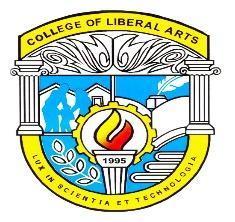 COLLEGE OF LIBERAL ARTS
1995
LUX IN SCIENTIA ET TECHNOLOGIA